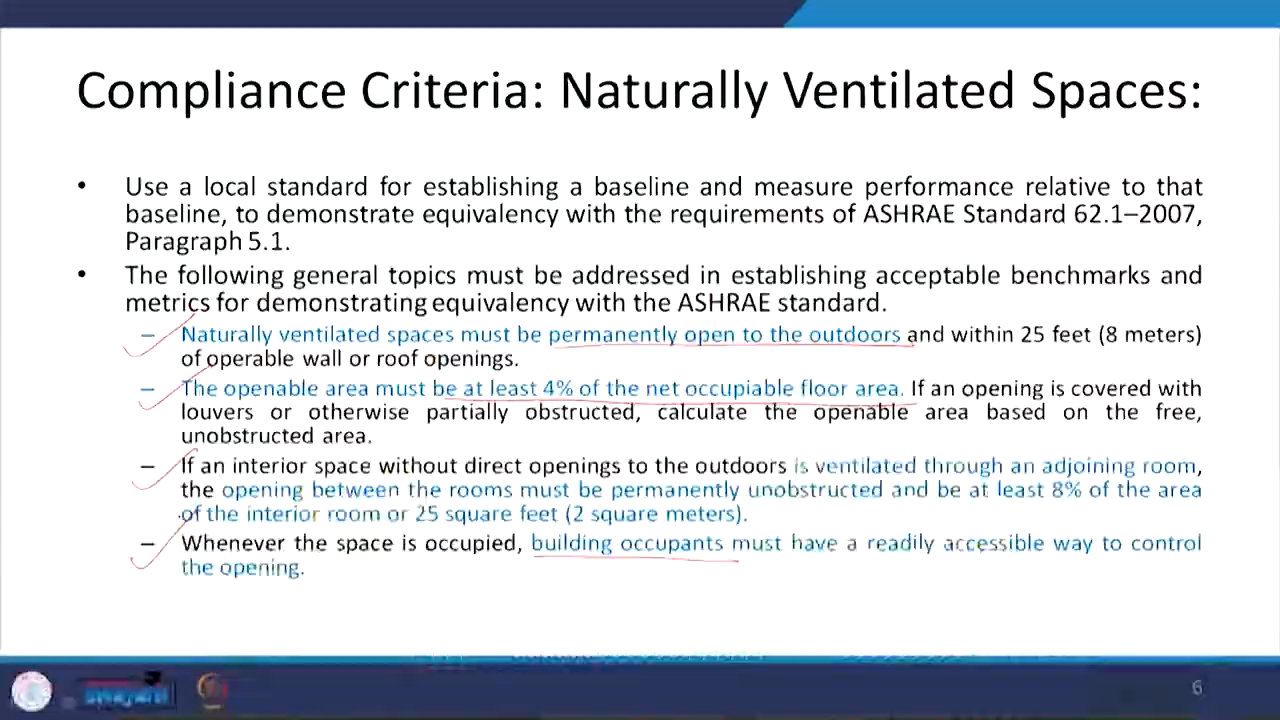 Compliance Criteria: Naturally Ventilated Spaces:
• Use a local standard for establishing a baseline and measure performance relative to that
baseline, to demonstrate equivalency with the requirements of ASHRAE Standard 62.1–2007,
Paragraph 5.1.
• The following general topics must be addressed in establishing acceptable benchmarks and
metrics for demonstrating equivalency with the ASHRAE standard.
– Naturally ventilated spaces must be permanently open to the outdoors and within 25 feet (8 meters)
of operable wall or roof openings.
– The openable area must be at least 4% of the net occupiable floor area. If an opening is covered with
louvers or otherwise partially obstructed, calculate the openable area based on the free,
unobstructed area.
– If an interior space without direct openings to the outdoors is ventilated through an adjoining room,
the opening between the rooms must be permanently unobstructed and be at least 8% of the area
of the interior room or 25 square feet (2 square meters).
– Whenever the space is occupied, building occupants must have a readily accessible way to control
the opening.
6